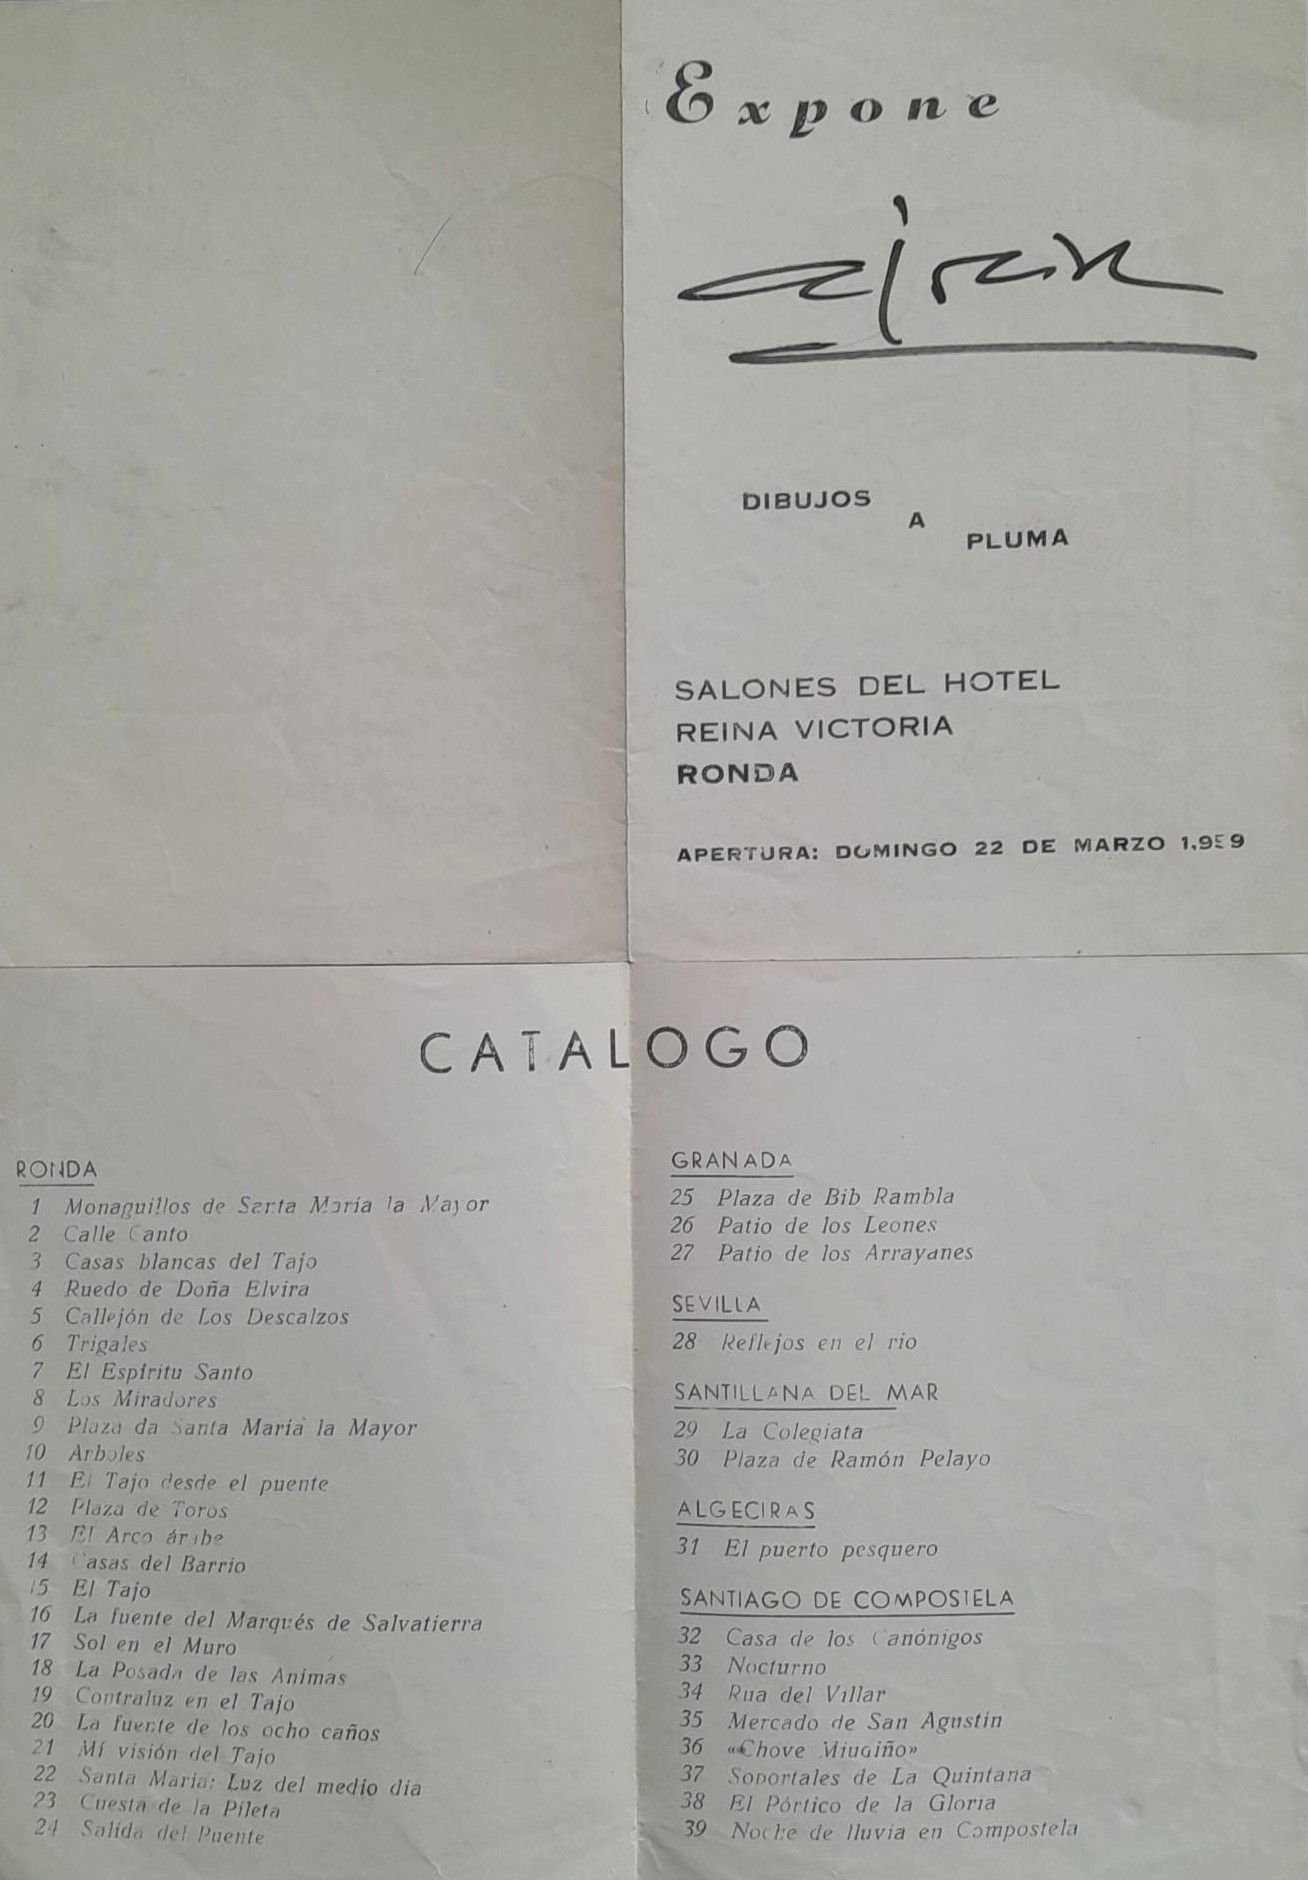 Expone
DIBUJOS
A
PLUMA
SALONES DEL HOTEL
REINA VICTORIA
RONDA
APERTURA: DOMINGO 22 DE MARZO 1.959
CATALOGO
RONDA
1 Monaguillos de Santa María la Mayor
2 Calle Canto
3 Casas blancas del Tajo
4 Ruedo de Doña Elvira
5 Callejón de Los Descalzos
6 Trigales
7 El Espíritu Santo
8 Los Miradores
9 Plaza da Santa María la Mayor
10 Arboles
11 El Tajo desde el puente
12 Plaza de Toros
13 El Arco árabe
14 Casas del Barrio
15 El Tajo
16 La fuente del Marqués de Salvatierra
17 Sol en el Muro
18 La Posada de las Animas
19 Contraluz en el Tajo
20 La fuente de los ocho caños
21 Mí visión del Tajo
22 Santa Maria: Luz del medio dia
23 Cuesta de la Pileta
24 Salida del Puente
GRANADA
25 Plaza de Bib Rambla
26 Patio de los Leones
27 Patio de los Arrayanes
SEVILLA
28 Reflejos en el rio
SANTILLANA DEL MAR
29 La Colegiata
30 Plaza de Ramón Pelayo
ALGECIRAS
31 El puerto pesquero
SANTIAGO DE COMPOSTELA
32 Casa de los Canónigos
33 Nocturno
34 Rua del Villar
35 Mercado de San Agustín
36 «Chove Miudiño»
37 Soportales de La Quintana
38 El Pórtico de la Gloria
39 Noche de lluvia en Compostela